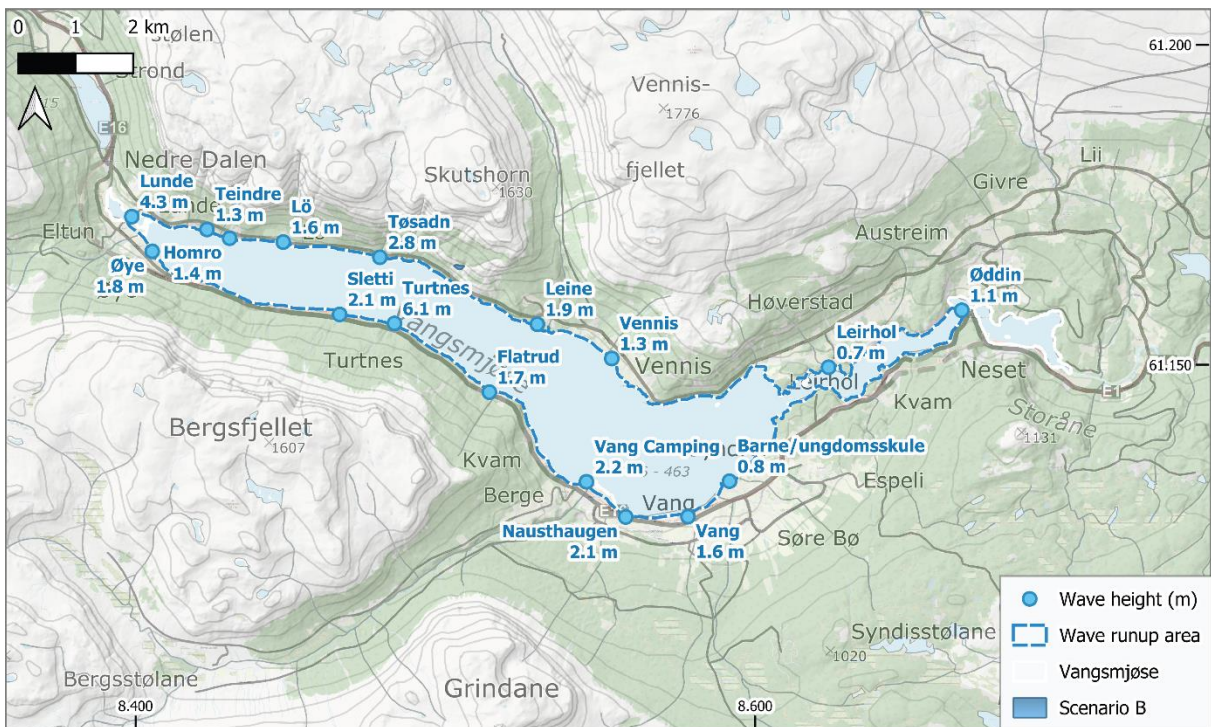 0 1 2 km
Stølen
Strond
E16
61.200
Vennis-
×1776
fjellet
Lii
Nedre Dalen
Skutshorn
×1630
Givre
Lunde
4.3 m
Teindre
1.3 m
Lö
1.6 m
Tøsadn
2.8 m
Austreim
Eltun
Øye
1.8 m
Homro
1.4 m
Sletti
2.1 m
Turtnes
6.1 m
Leine
1.9 m
Høverstad
Øddin
1.1 m
Vennis
1.3 m
Vennis
Leirhol
0.7 m
Leirhol
61.150
Neset
E1
Turtnes
Flatrud
1.7 m
Kvam
Storåne
×1131
Bergsfjellet
×1607
Kvam
Vang Camping
2.2 m
- 463
Barne/ungdomsskule
0.8 m
Espeli
Berge
Vang
Nausthaugen
2.1 m
Vang
1.6 m
Søre Bø
Wave height (m)
Wave runup area
Vangsmjøse
Scenario B
Syndisstølane
×1020
Bergsstølane
Grindane
8.400
8.600